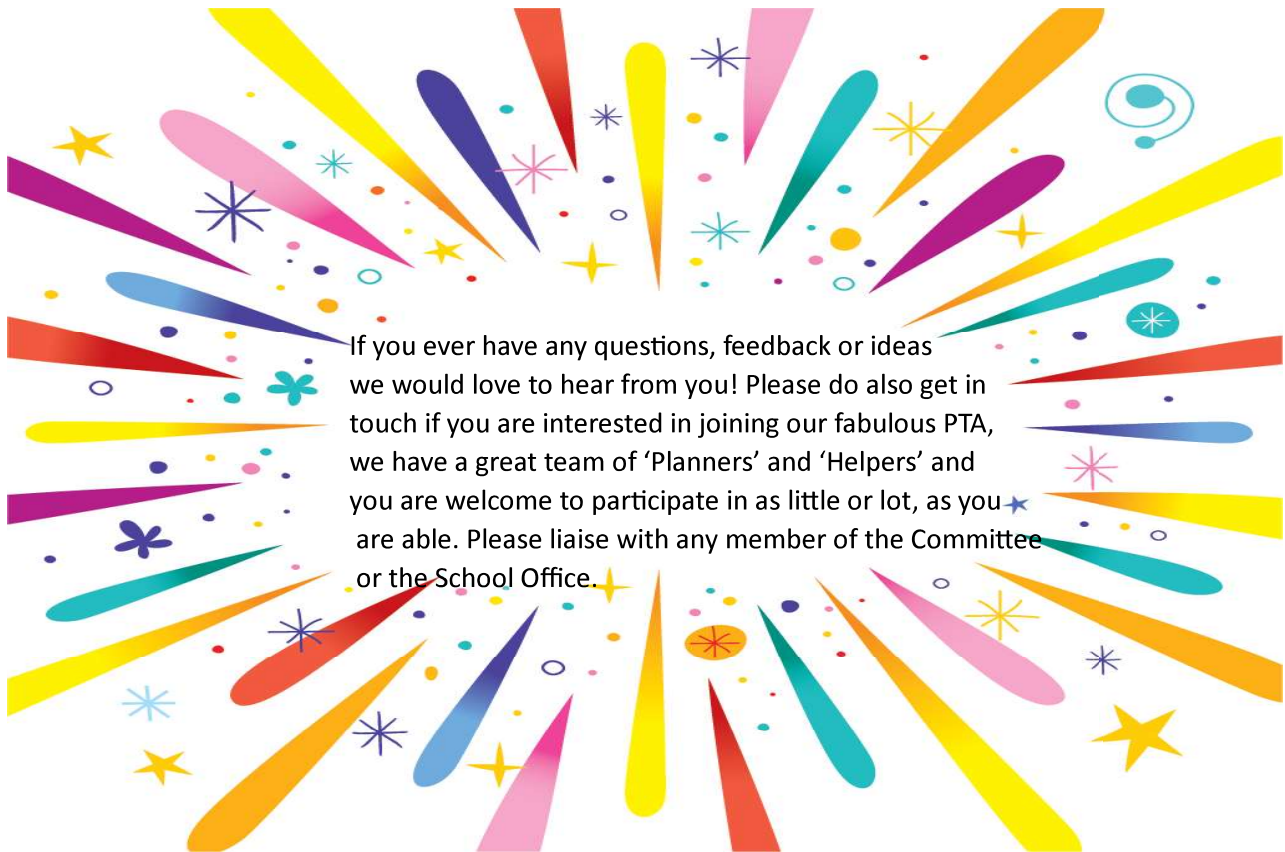 If you ever have any questions, feedback or ideas
we would love to hear from you! Please do also get in
touch if you are interested in joining our fabulous PTA,
we have a great team of ‘Planners’ and ‘Helpers’ and
you are welcome to participate in as little or lot, as you
are able. Please liaise with any member of the Committee
or the School Office.